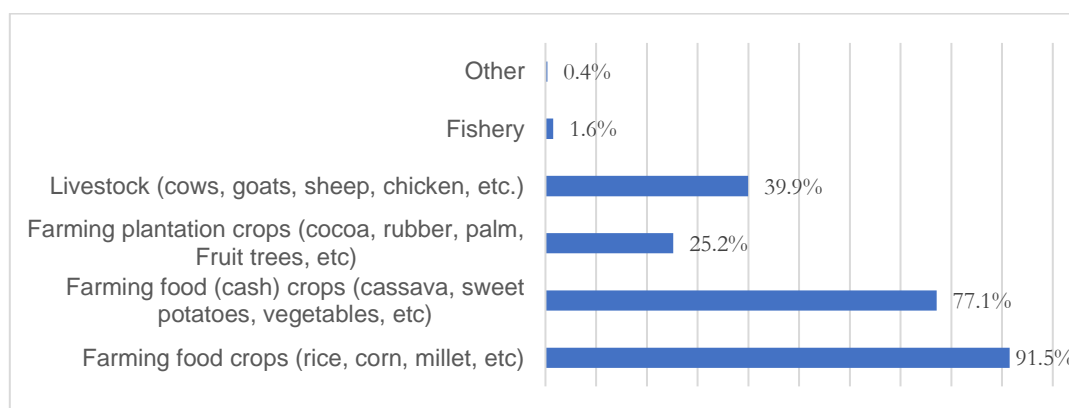 Other
0.4%
Fishery
1.6%
Livestock (cows, goats, sheep, chicken, etc.)
39.9%
Farming plantation crops (cocoa, rubber, palm,
Fruit trees, etc)
25.2%
Farming food (cash) crops (cassava, sweet
potatoes, vegetables, etc)
77.1%
Farming food crops (rice, corn, millet, etc)
91.5%